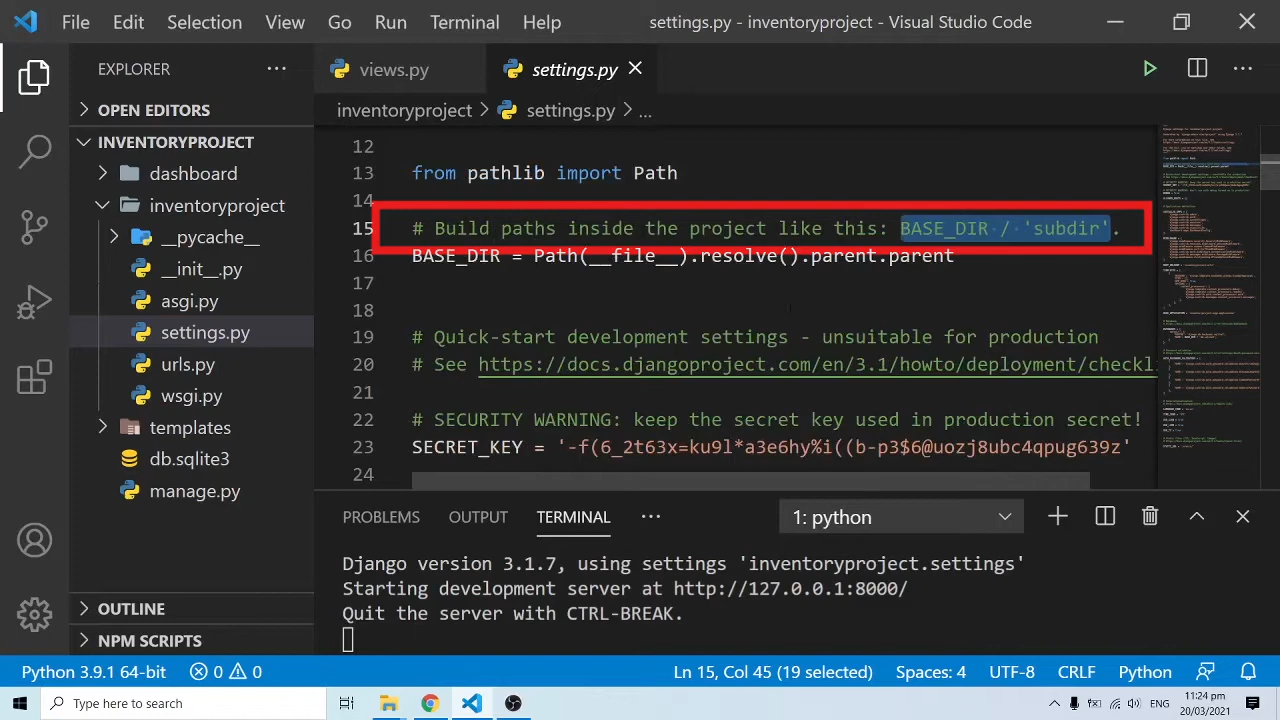 File Edit Selection View Go Run Terminal Help settings.py - inventoryproject - Visual Studio Code
EXPLORER
OPEN EDITORS
INVENTORYPROJECT
dashboard
inventoryproject
__pycache__
__init__.py
asgi.py
settings.py
urls.py
wsgi.py
templates
db.sqlite3
manage.py
OUTLINE
NPM SCRIPTS
views.py settings.py
inventoryproject > settings.py > ...
12
13 from pathlib import Path
14
15 # Build paths inside the project like this: BASE_DIR / 'subdir'.
16 BASE_DIR = Path(__file__).resolve().parent.parent
17
18
19 # Quick-start development settings - unsuitable for production
20 # See https://docs.djangoproject.com/en/3.1/howto/deployment/checkli
21
22 # SECURITY WARNING: keep the secret key used in production secret!
23 SECRET_KEY =
24
PROBLEMS OUTPUT TERMINAL ... 1: python
Django version 3.1.7, using settings 'inventoryproject.settings'
Starting development server at http://127.0.0.1:8000/
Quit the server with CTRL-BREAK.
Python 3.9.1 64-bit 0 0 Ln 15, Col 45 (19 selected) Spaces: 4 UTF-8 CRLF Python
Type here to search
ENG
11:24 pm
20/03/2021